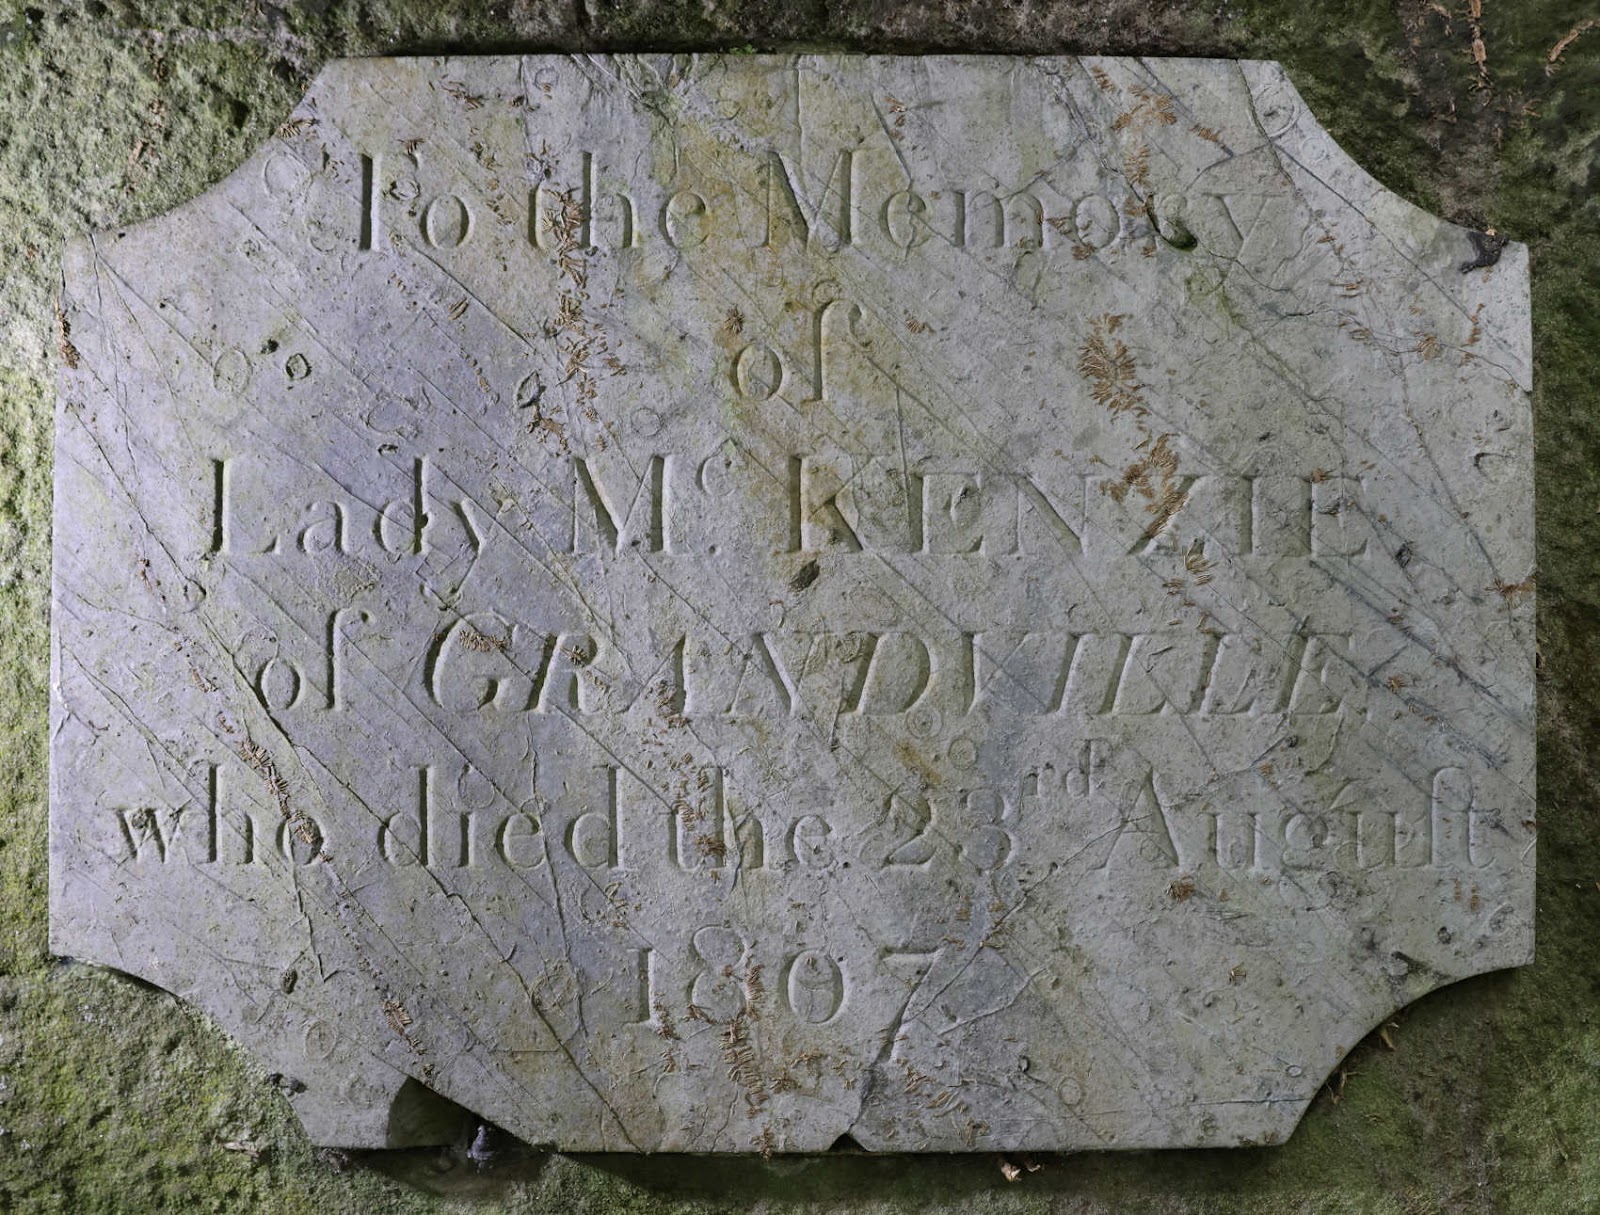 To the Memory
of
Lady Mc. KENZIE
of GRANDVILLE
who died the 23rd Auguſt
1807